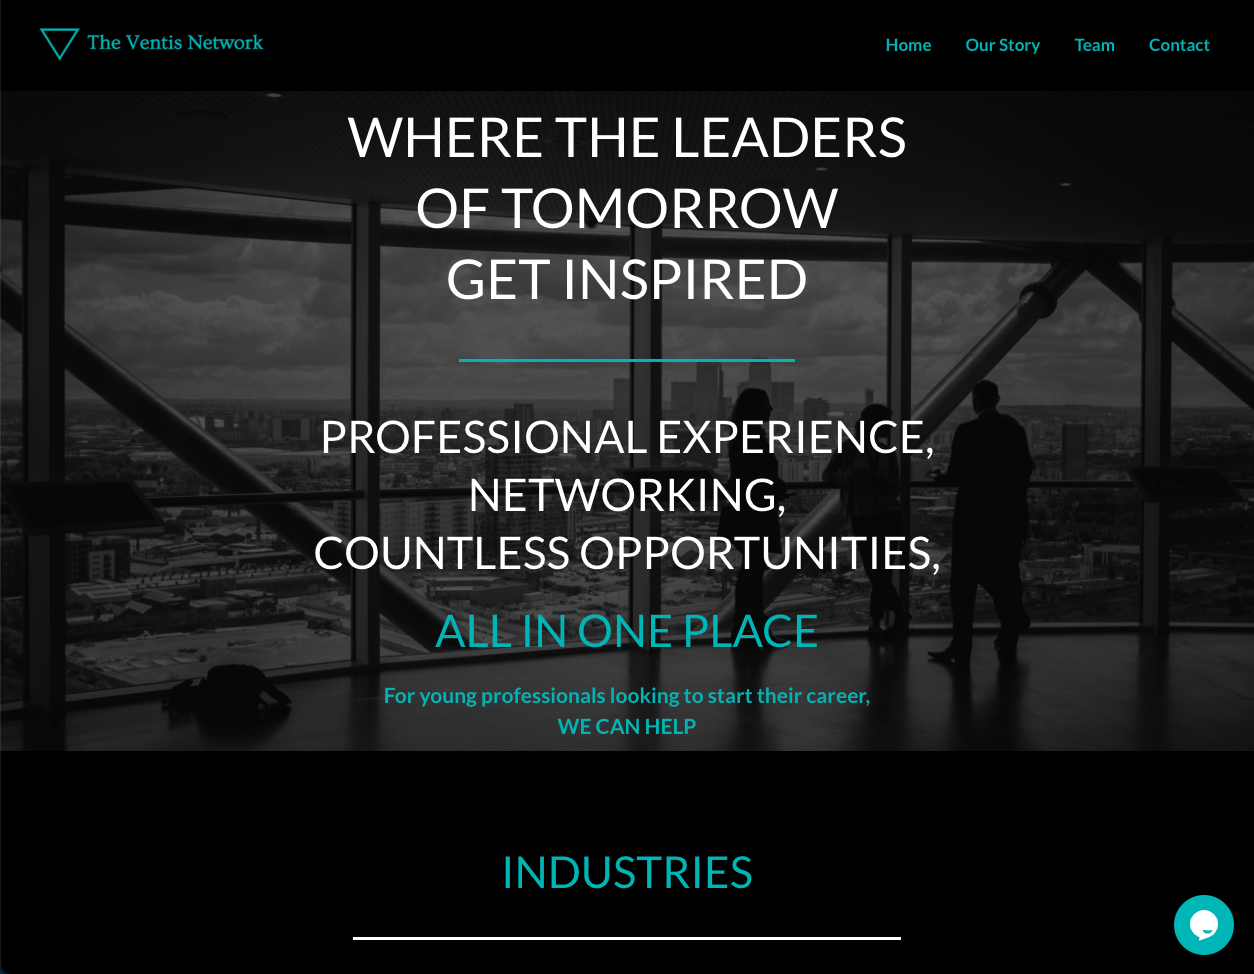 The Ventis Network
Home Our Story Team Contact
WHERE THE LEADERS
OF TOMORROW
GET INSPIRED
PROFESSIONAL EXPERIENCE,
NETWORKING,
COUNTLESS OPPORTUNITIES,
ALL IN ONE PLACE
For young professionals looking to start their career,
WE CAN HELP
INDUSTRIES